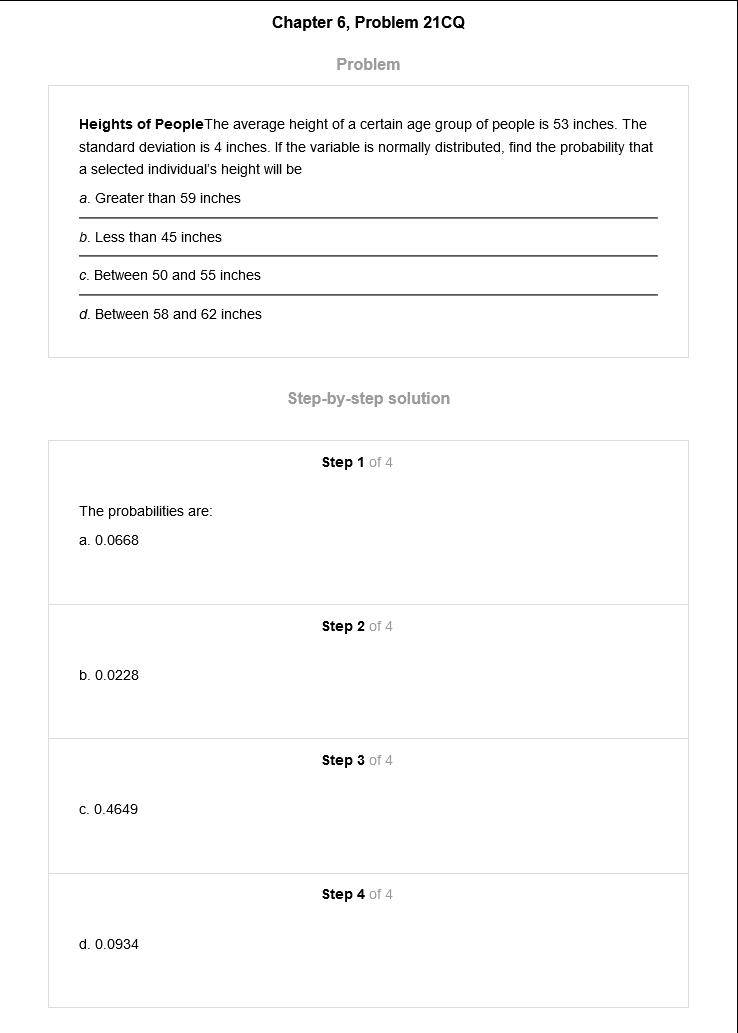 Chapter 6, Problem 21CQ
Problem
Heights of PeopleThe average height of a certain age group of people is 53 inches. The
standard deviation is 4 inches. If the variable is normally distributed, find the probability that
a selected individual's height will be
a. Greater than 59 inches
b. Less than 45 inches
c. Between 50 and 55 inches
d. Between 58 and 62 inches
Step-by-step solution
Step 1 of 4
The probabilities are:
a. 0.0668
Step 2 of 4
b. 0.0228
Step 3 of 4
c. 0.4649
Step 4 of 4
d. 0.0934